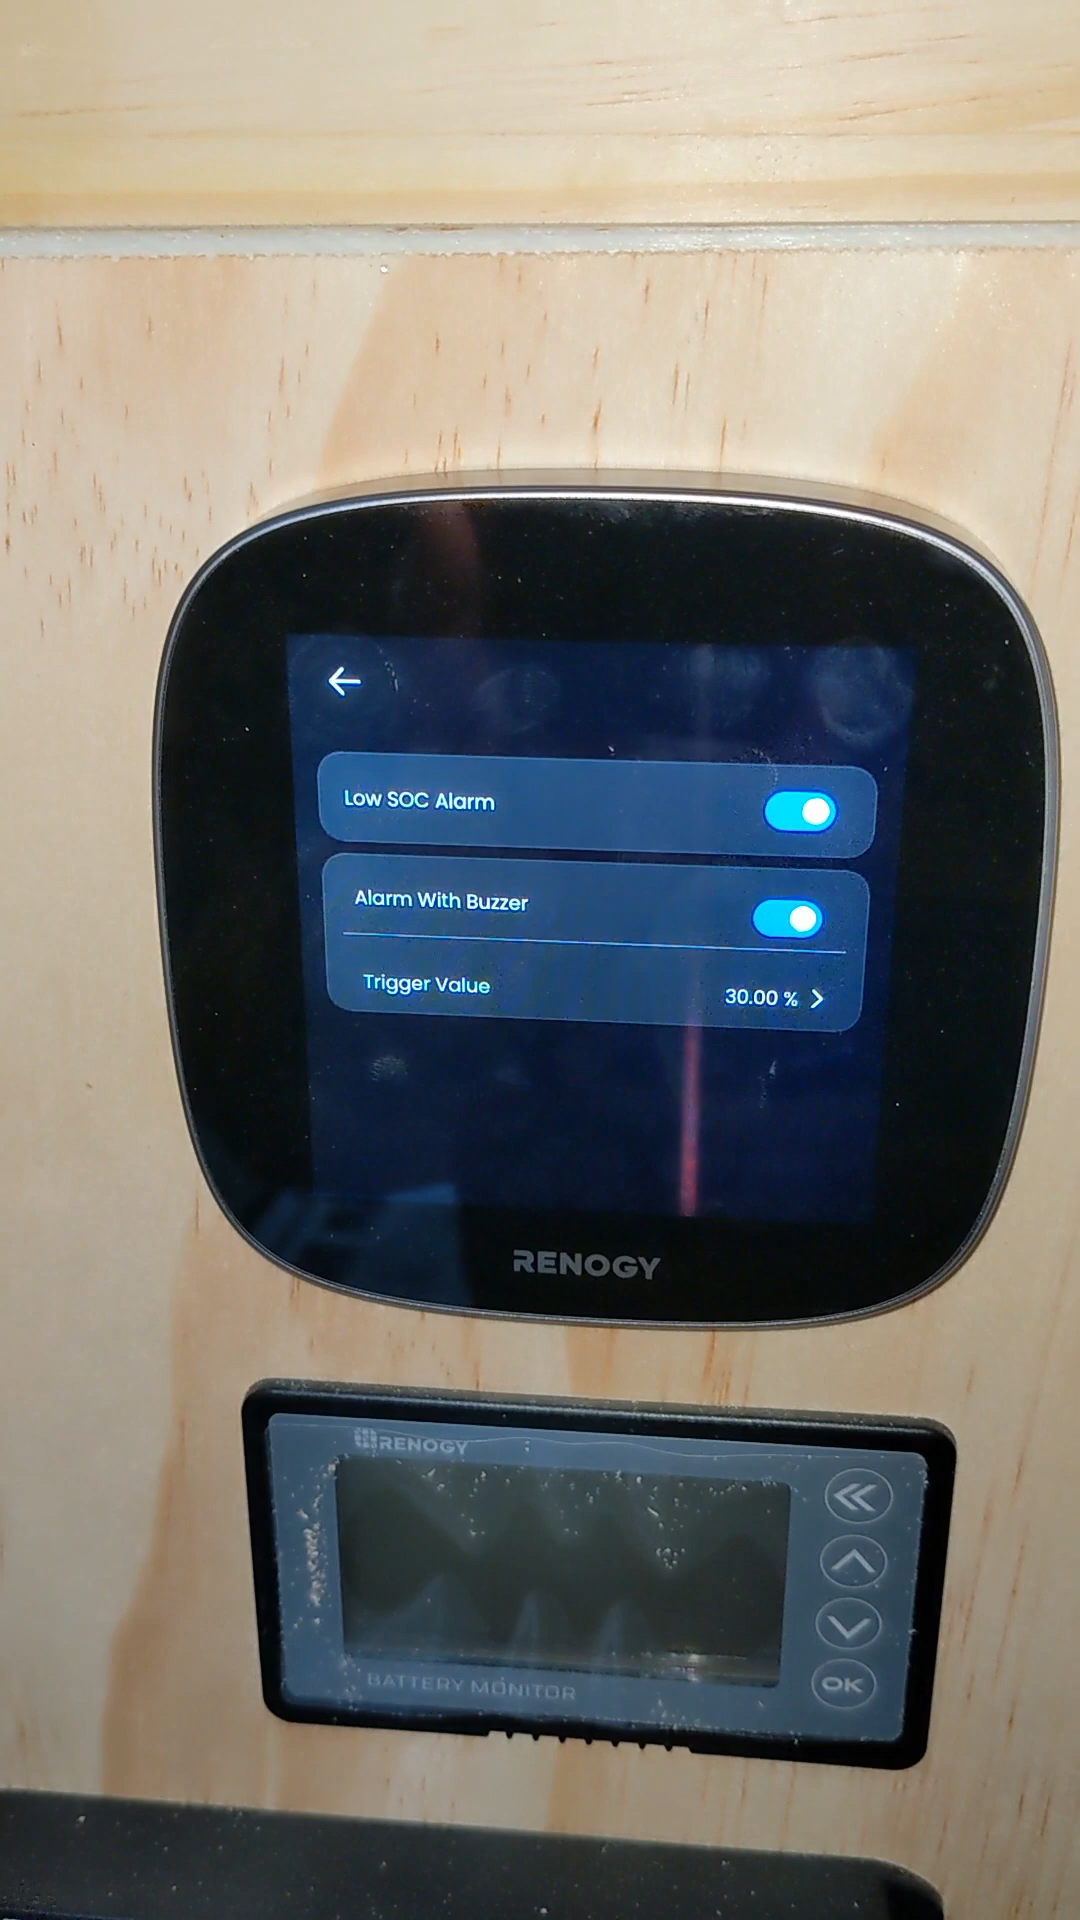 Low SOC Alarm
Alarm With Buzzer
Trigger Value 30.00 %
RENOGY
RENOGY
BATTERY MONITOR
OK